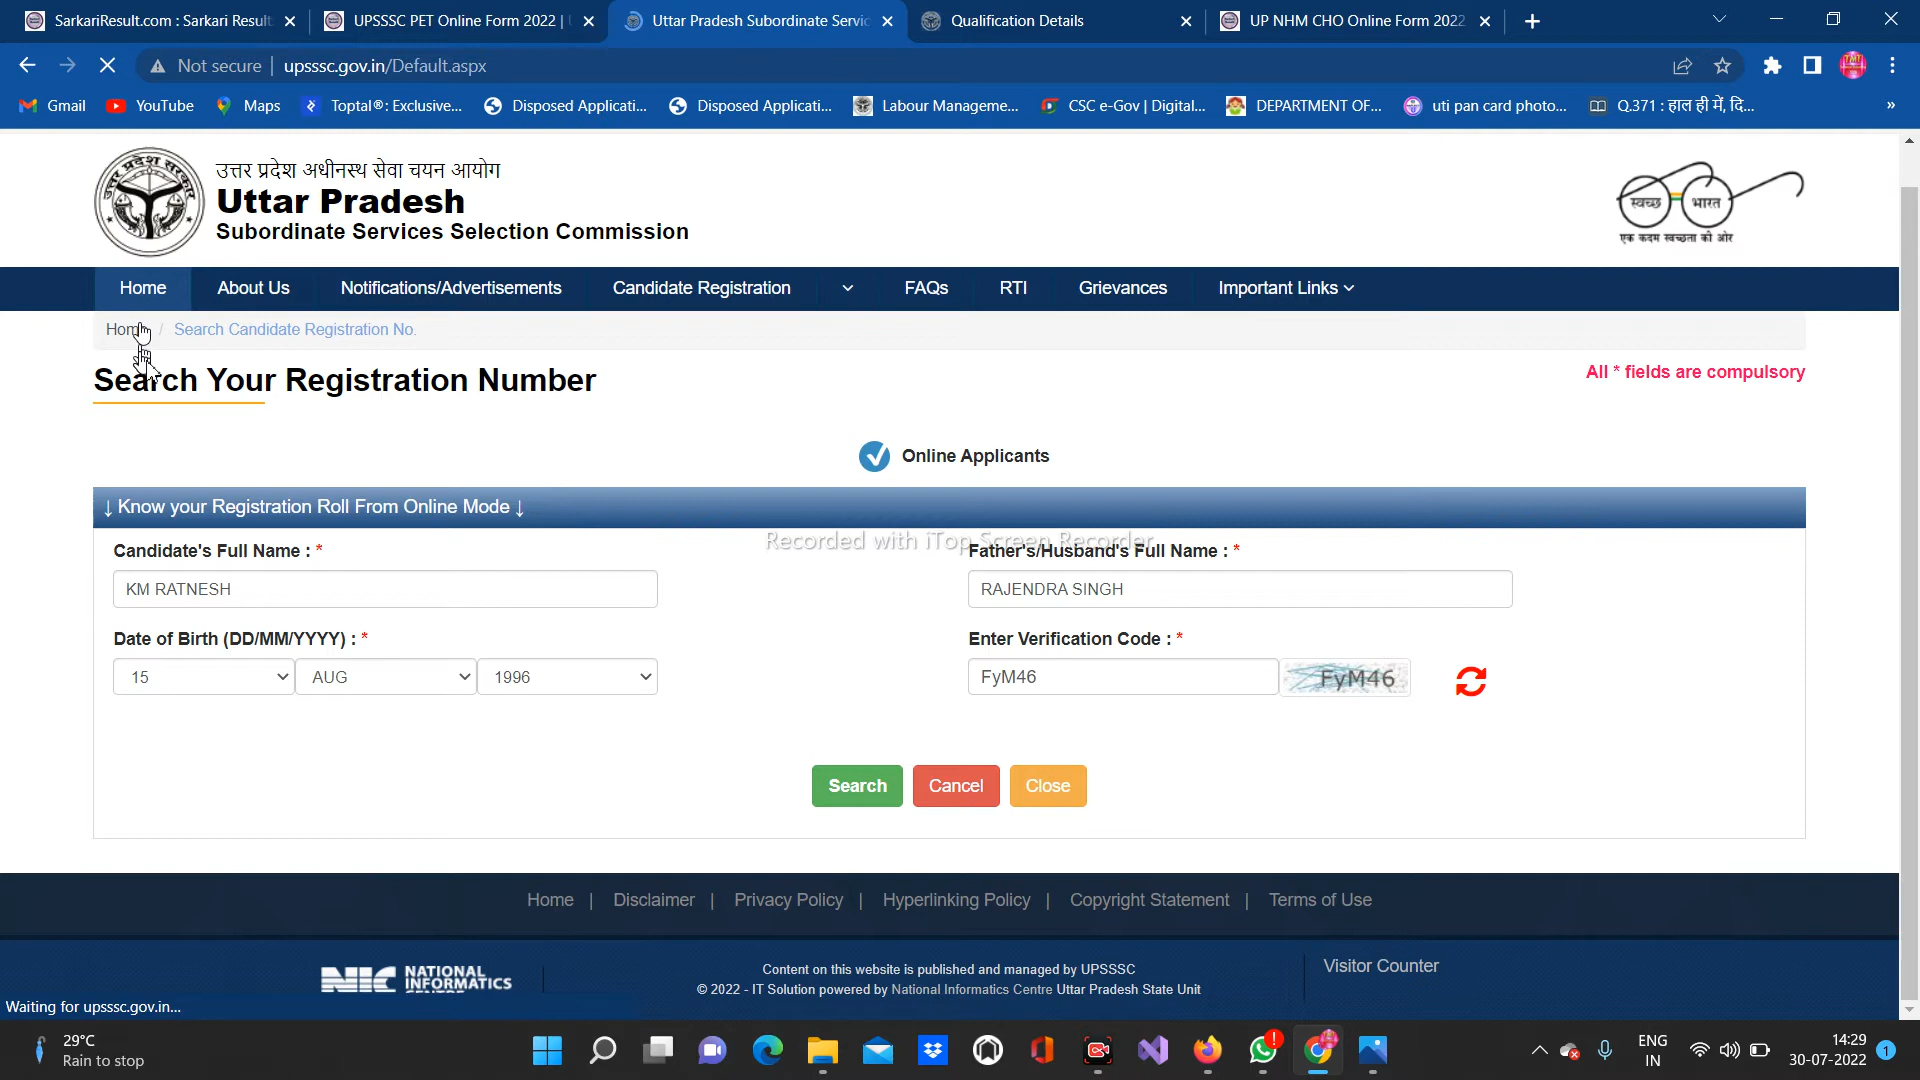 SarkariResult.com : Sarkari Result
UPSSSC PET Online Form 2022 |
Uttar Pradesh Subordinate Servic
Qualification Details
UP NHM CHO Online Form 2022
Not secure | upsssc.gov.in/Default.aspx
Gmail
YouTube
Maps
Toptal®: Exclusive...
Disposed Applicati...
Disposed Applicati...
Labour Manageme...
CSC e-Gov | Digital...
DEPARTMENT OF...
uti pan card photo...
Q.371 : हाल ही में, दि...
»
उत्तर प्रदेश अधीनस्थ सेवा चयन आयोग
Uttar Pradesh
Subordinate Services Selection Commission
स्वच्छ भारत
एक कदम स्वच्छता की ओर
Home
About Us
Notifications/Advertisements
Candidate Registration
FAQs
RTI
Grievances
Important Links
Home / Search Candidate Registration No.
Search Your Registration Number
All * fields are compulsory
Online Applicants
↓ Know your Registration Roll From Online Mode ↓
Recorded with iTop Screen Recorder
Candidate's Full Name : *
Father's/Husband's Full Name : *
KM RATNESH
RAJENDRA SINGH
Date of Birth (DD/MM/YYYY) : *
Enter Verification Code : *
15
AUG
1996
FyM46
FyM46
Search
Cancel
Close
Home | Disclaimer | Privacy Policy | Hyperlinking Policy | Copyright Statement | Terms of Use
NIC NATIONAL
INFORMATICS
Content on this website is published and managed by UPSSSC
© 2022 - IT Solution powered by National Informatics Centre Uttar Pradesh State Unit
Visitor Counter
Waiting for upsssc.gov.in...
29°C
Rain to stop
ENG
IN
14:29
30-07-2022
1